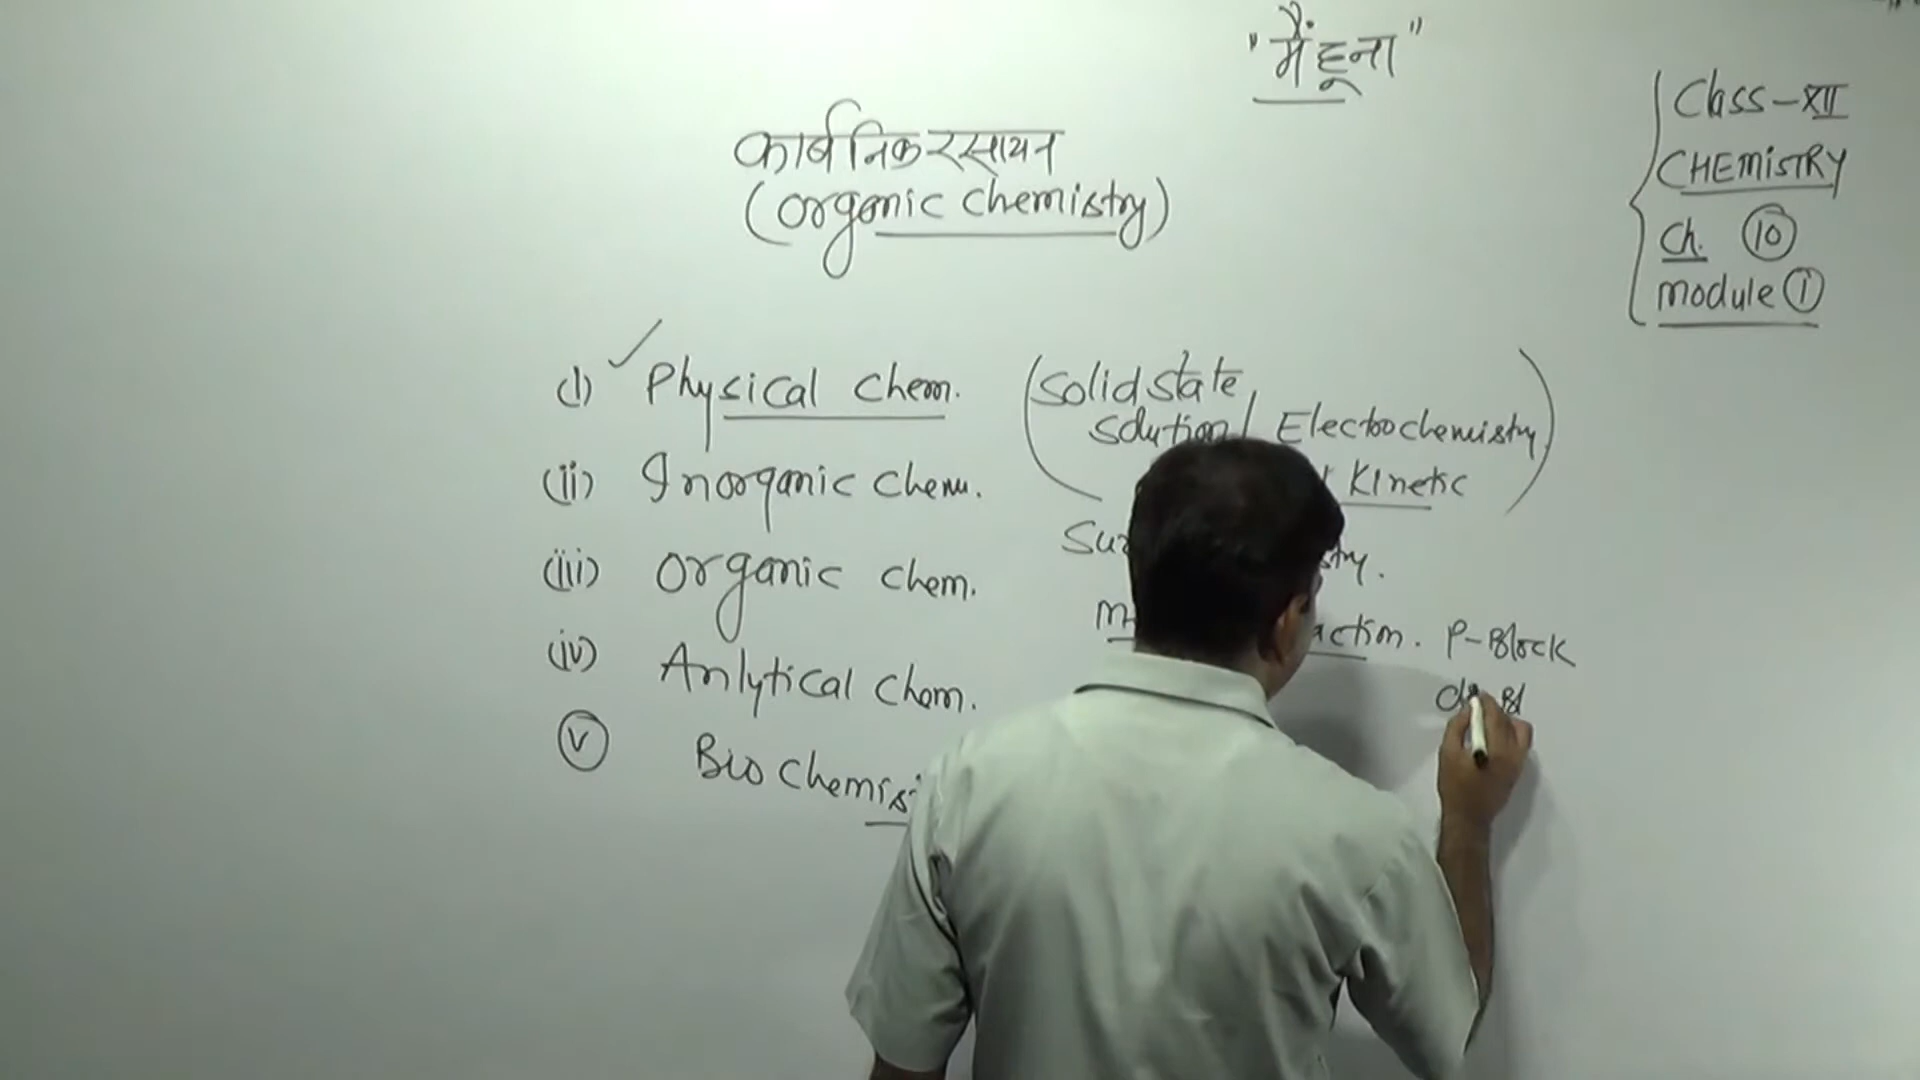 "मैं हूना"
Class-XII
CHEMISTRY
Ch. 10
module 1
कार्बनिक रसायन
(Organic chemistry)
(i) ✓ Physical Chem.
(Solid state,
Solution / Electrochemistry
Kinetic)
(ii) Inorganic Chem.
(iii) Organic Chem.
action. P-Block
(iv) Anlytical Chem.
(v) Bio Chemis